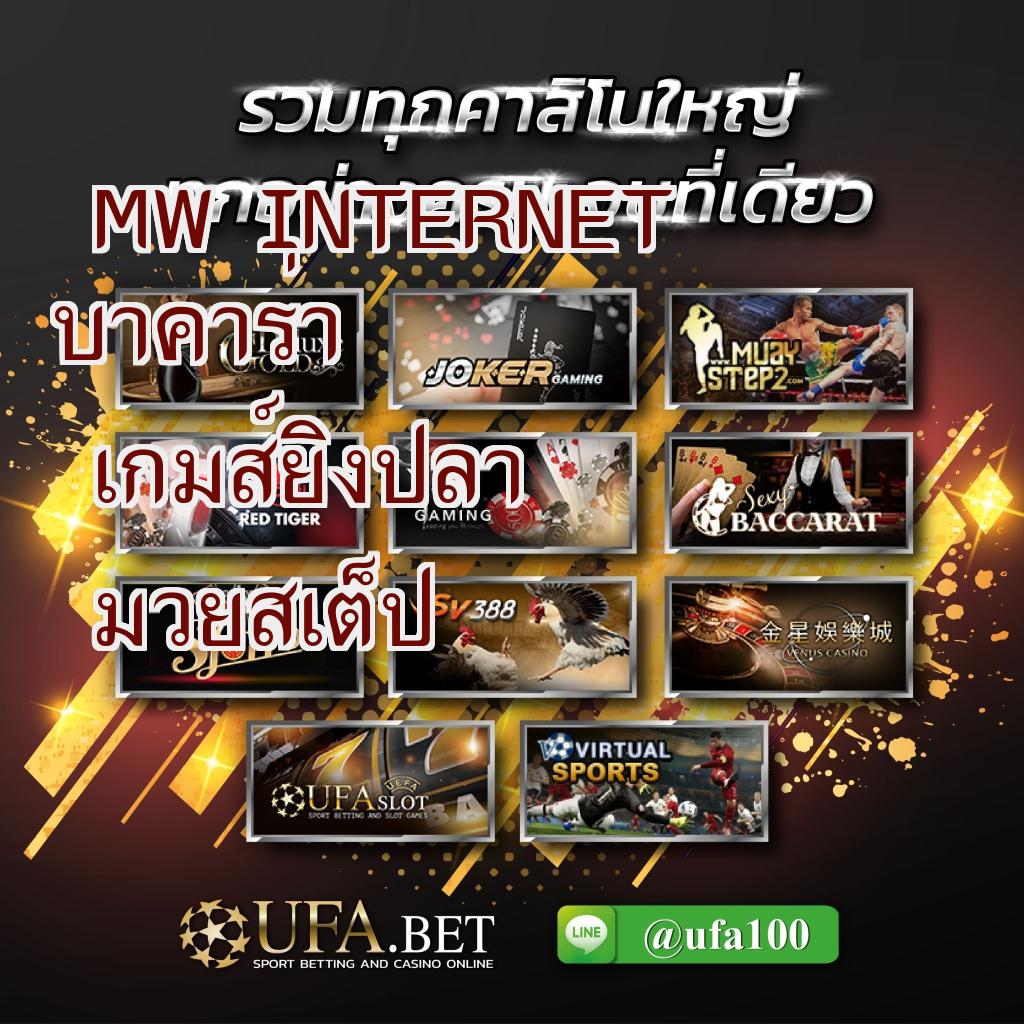 รวมทุกคาสิโนใหญ่
ที่เดียว
MW INTERNET
บาคารา
JOKER GAMING
WWW.MUAY
STEP2.COM
เกมส์ยิงปลา
RED TIGER
GAMING
Sexy
BACCARAT
มวยสเต็ป
SV388
金星娛樂城
VENUS CASINO
UEFA
UFASLOT
SPORT BETTING AND SLOT GAMES
VIRTUAL
SPORTS
UFA.BET
SPORT BETTING AND CASINO ONLINE
LINE
@ufa100